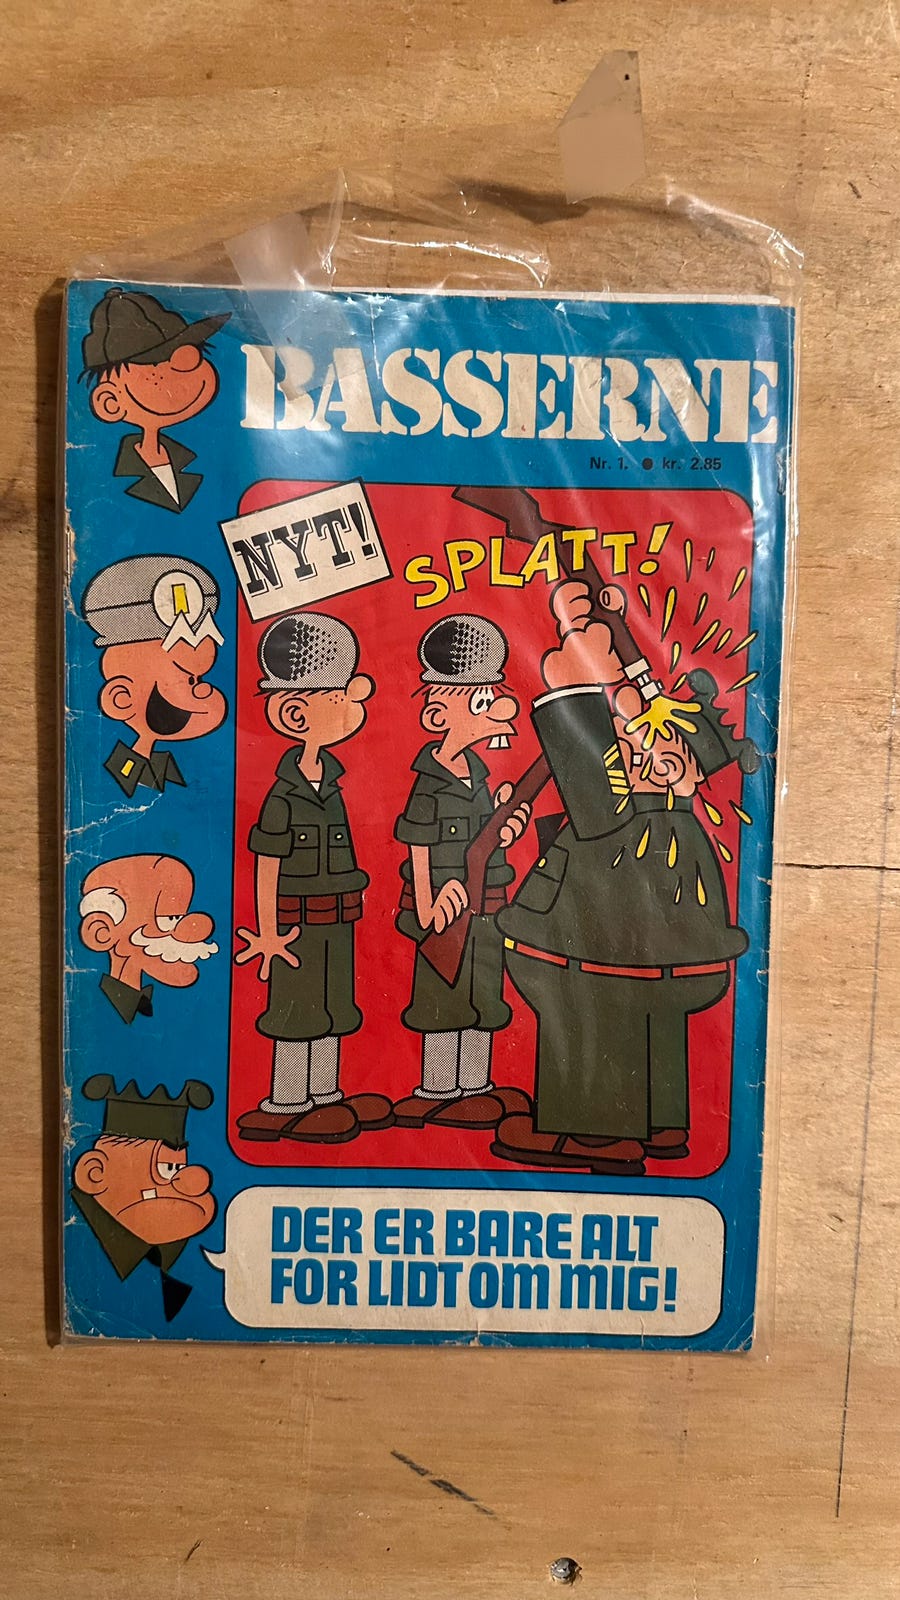 BASSERNE
Nr. 1. ● kr. 2.85
NYT!
SPLATT!
DER ER BARE ALT
FOR LIDT OM MIG!